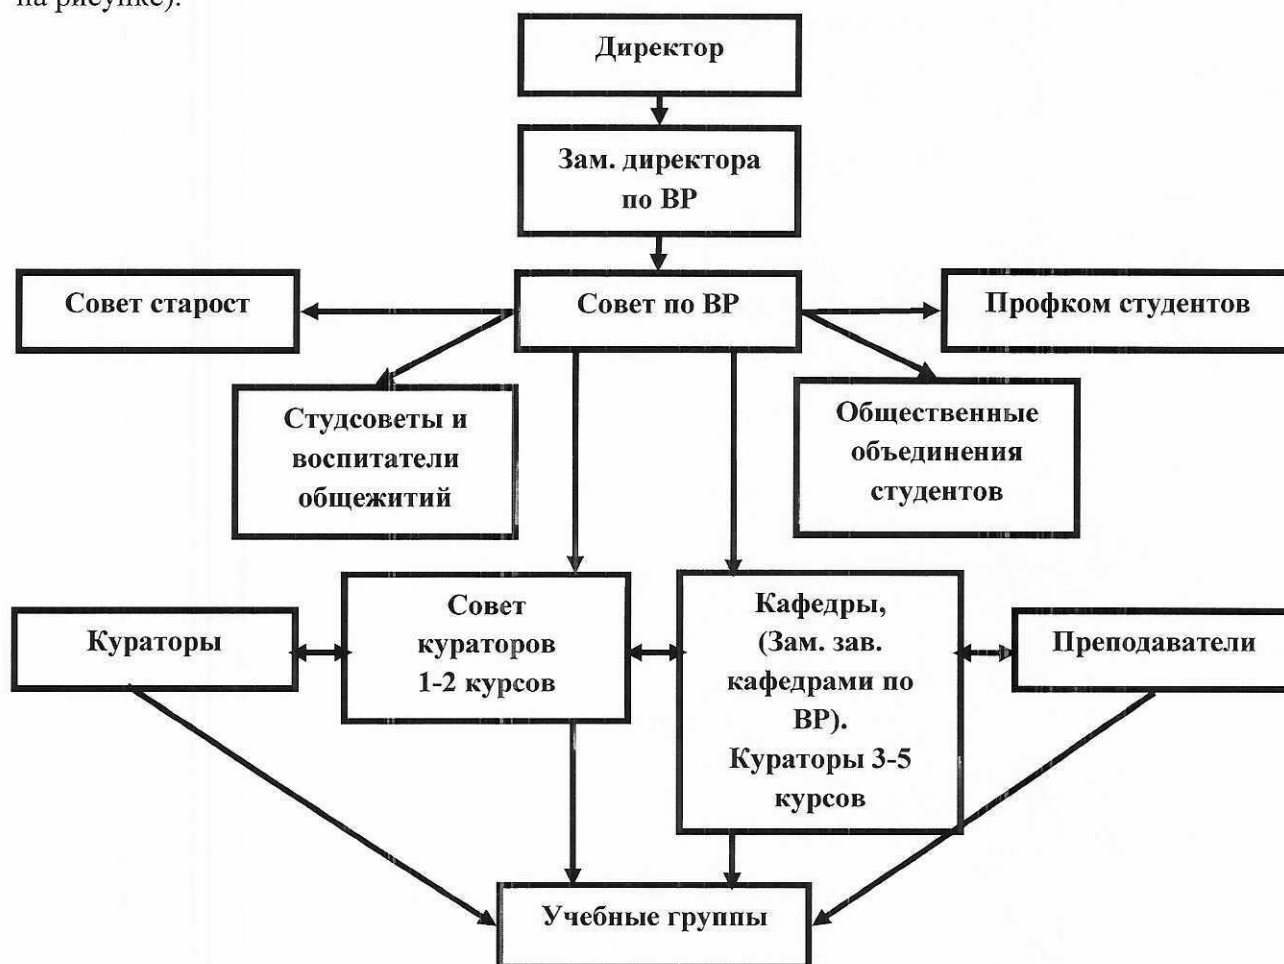 на рисунке).
Директор
Зам. директора
по ВР
Совет старост
Совет по ВР
Профком студентов
Студсоветы и
воспитатели
общежитий
Общественные
объединения
студентов
Кураторы
Совет
кураторов
1-2 курсов
Кафедры,
(Зам. зав.
кафедрами по
ВР).
Кураторы 3-5
курсов
Преподаватели
Учебные группы